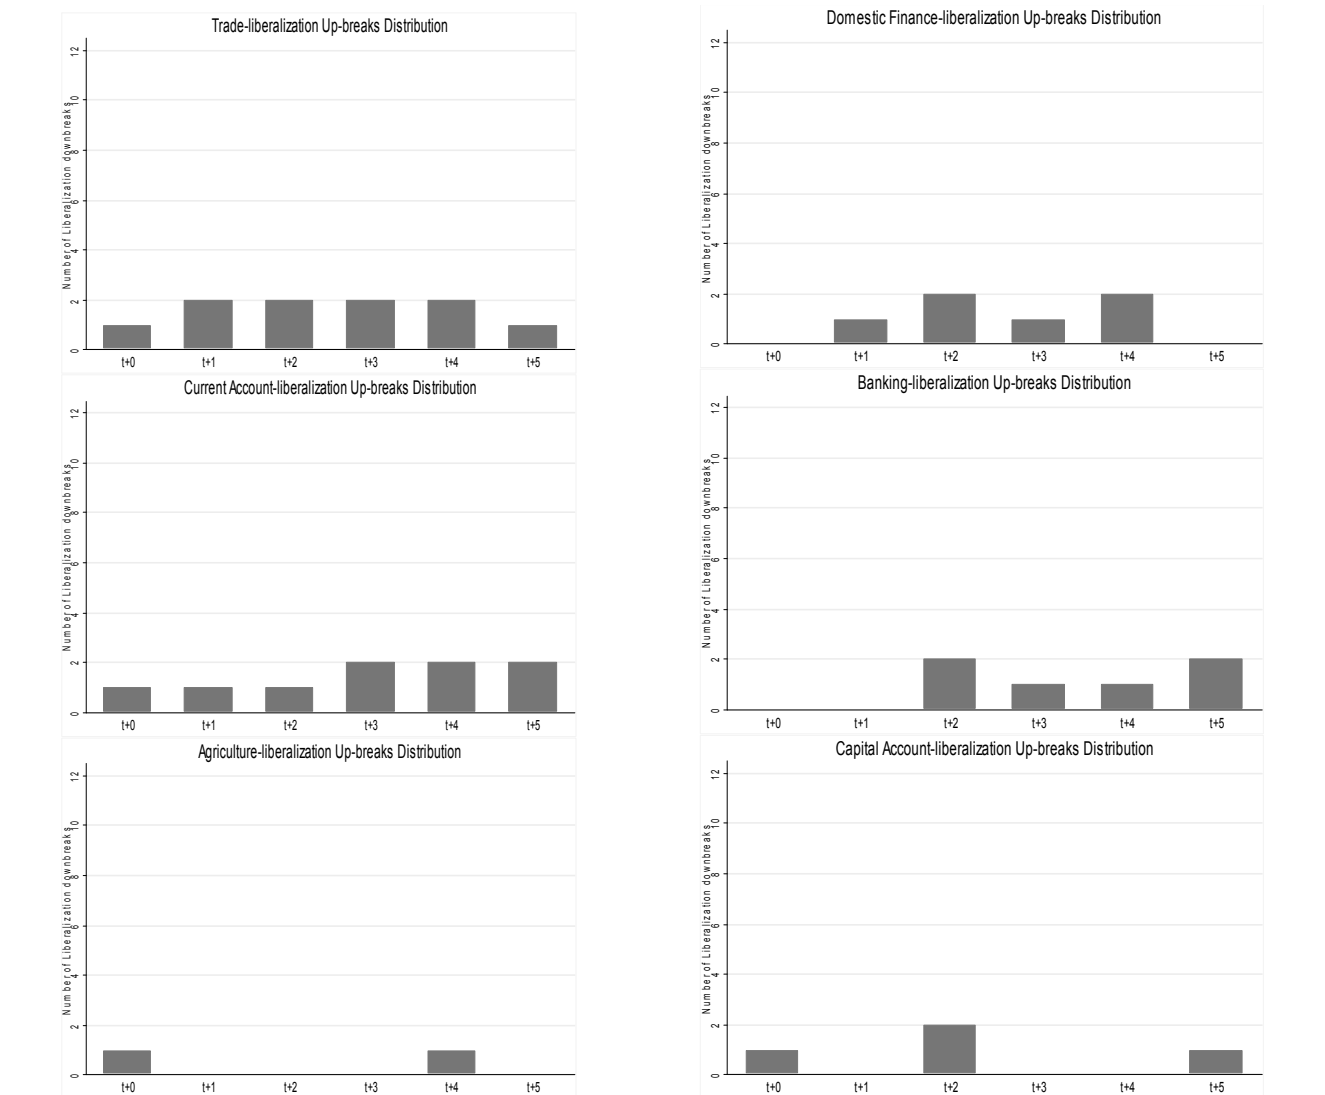 Trade-liberalization Up-breaks Distribution
Number of Liberalization downbreaks
12
10
8
6
4
2
0
t+0 t+1 t+2 t+3 t+4 t+5
Domestic Finance-liberalization Up-breaks Distribution
Number of Liberalization downbreaks
12
10
8
6
4
2
0
t+0 t+1 t+2 t+3 t+4 t+5
Current Account-liberalization Up-breaks Distribution
Number of Liberalization downbreaks
12
10
8
6
4
2
0
t+0 t+1 t+2 t+3 t+4 t+5
Banking-liberalization Up-breaks Distribution
Number of Liberalization downbreaks
12
10
8
6
4
2
0
t+0 t+1 t+2 t+3 t+4 t+5
Agriculture-liberalization Up-breaks Distribution
Number of Liberalization downbreaks
12
10
8
6
4
2
0
t+0 t+1 t+2 t+3 t+4 t+5
Capital Account-liberalization Up-breaks Distribution
Number of Liberalization downbreaks
12
10
8
6
4
2
0
t+0 t+1 t+2 t+3 t+4 t+5